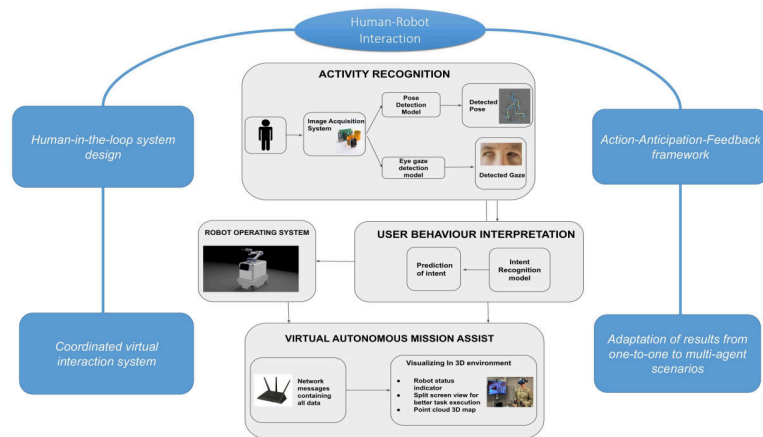 Human-Robot
Interaction
ACTIVITY RECOGNITION
Image Acquisition
System
Pose
Detection
Model
Detected
Pose
Eye gaze
detection
model
Detected Gaze
Human-in-the-loop system
design
Action-Anticipation-Feedback
framework
ROBOT OPERATING SYSTEM
USER BEHAVIOUR INTERPRETATION
Prediction
of intent
Intent
Recognition
model
Coordinated virtual
interaction system
Adaptation of results from
one-to-one to multi-agent
scenarios
VIRTUAL AUTONOMOUS MISSION ASSIST
Network
messages
containing
all data
Visualizing In 3D environment
• Robot status
indicator
• Split screen view for
better task execution
• Point cloud 3D map